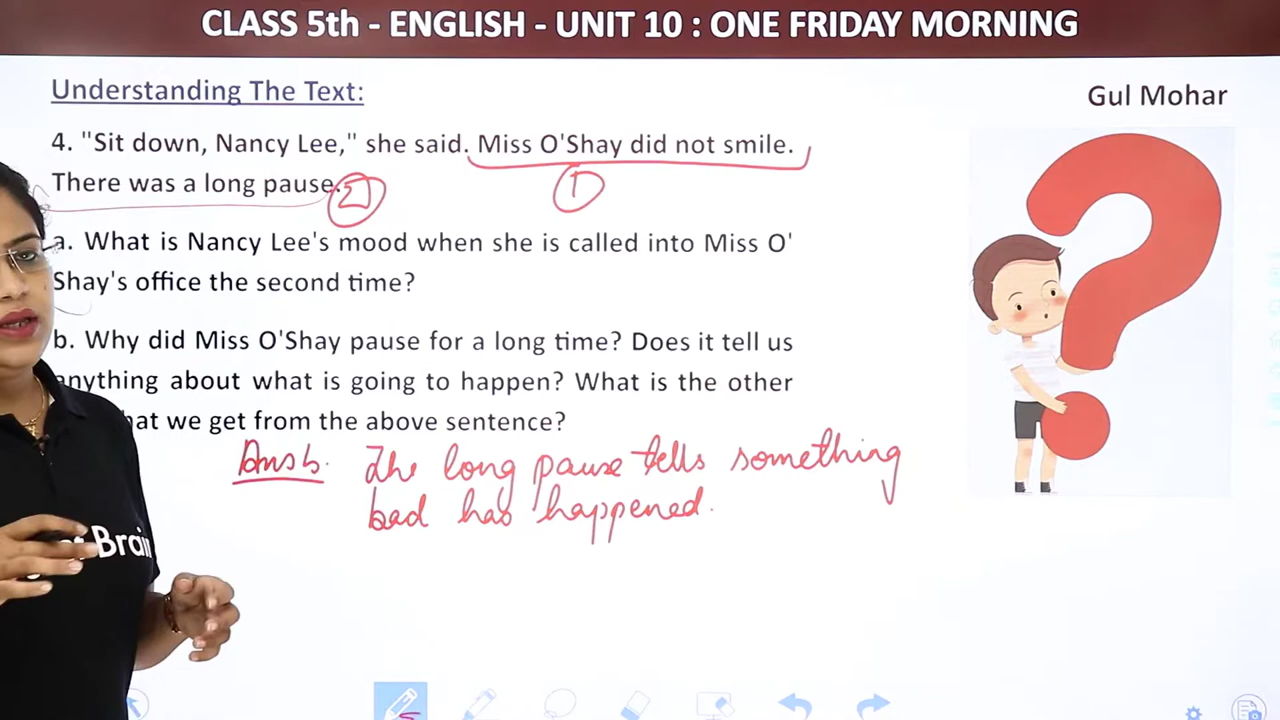 CLASS 5th - ENGLISH - UNIT 10 : ONE FRIDAY MORNING
Understanding The Text:
Gul Mohar
4. "Sit down, Nancy Lee," she said. Miss O'Shay did not smile.
There was a long pause.
2
1
a. What is Nancy Lee's mood when she is called into Miss O'
Shay's office the second time?
b. Why did Miss O'Shay pause for a long time? Does it tell us
anything about what is going to happen? What is the other
we get from the above sentence?
Ans b. The long pause tells something
bad has happened.
Brain